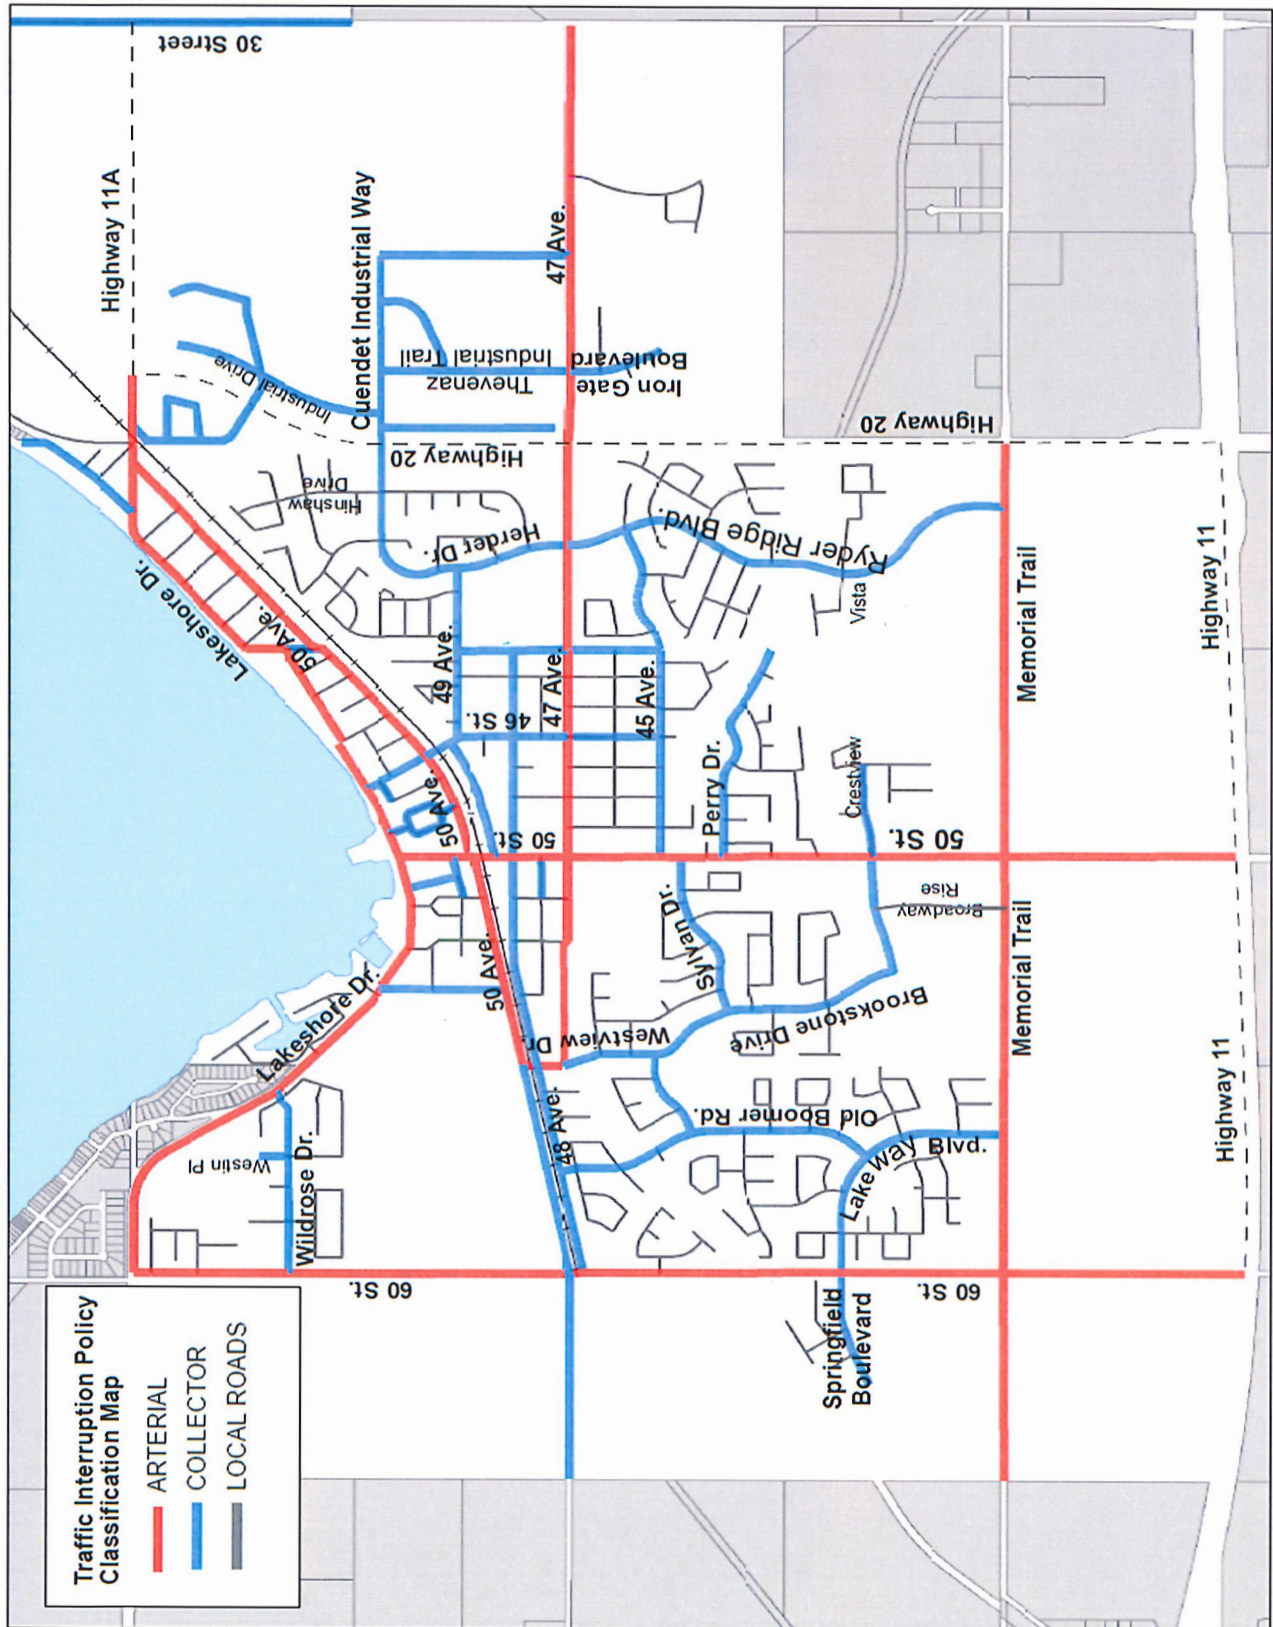 Traffic Interruption Policy
Classification Map
ARTERIAL
COLLECTOR
LOCAL ROADS
30 Street
Highway 11A
Industrial Drive
Cuendet Industrial Way
Thevenaz
Industrial Trail
47 Ave.
Iron Gate
Boulevard
Highway 20
Highway 20
Hinshaw
Drive
Herder Dr.
Ryder Ridge Blvd.
Vista
Lakeshore Dr.
50 Ave.
49 Ave.
46 St.
47 Ave.
45 Ave.
Perry Dr.
Crestview
50 Ave.
50 St.
50 St.
Memorial Trail
Highway 11
Broadway
Rise
Sylvan Dr.
Memorial Trail
50 Ave.
Lakeshore Dr.
Westview Dr.
Brookstone Drive
Westin Pl
Wildrose Dr.
48 Ave.
Old Boomer Rd.
Lake Way Blvd.
Highway 11
60 St.
60 St.
Springfield
Boulevard